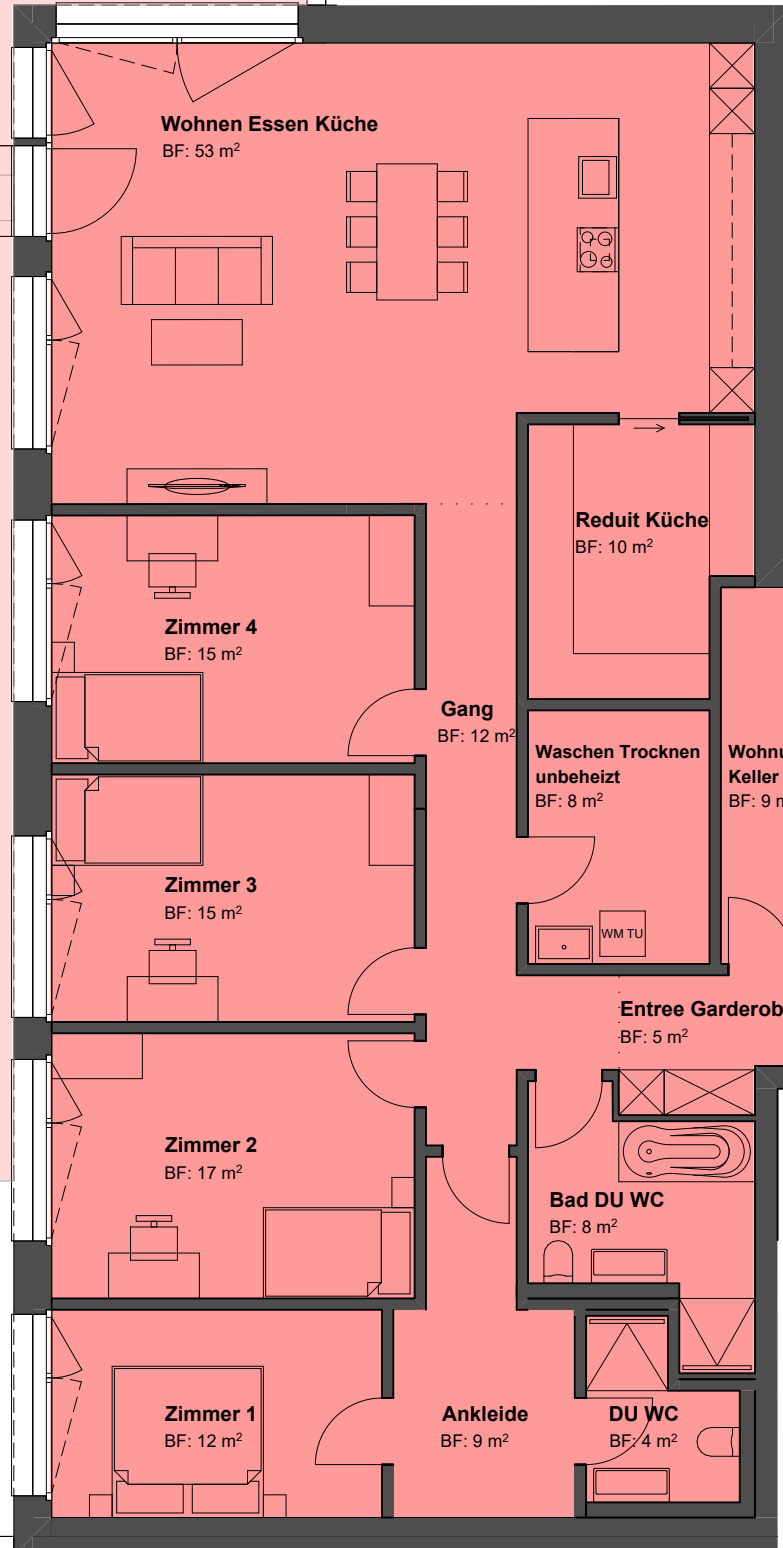 Wohnen Essen Küche
BF: 53 m²
Reduit Küche
BF: 10 m²
Zimmer 4
BF: 15 m²
Gang
BF: 12 m²
Waschen Trocknen
unbeheizt
BF: 8 m²
Keller
BF: 9
Zimmer 3
BF: 15 m²
WM TU
Entree Garderob
BF: 5 m²
Zimmer 2
BF: 17 m²
Bad DU WC
BF: 8 m²
Zimmer 1
BF: 12 m²
Ankleide
BF: 9 m²
DU WC
BF: 4 m²